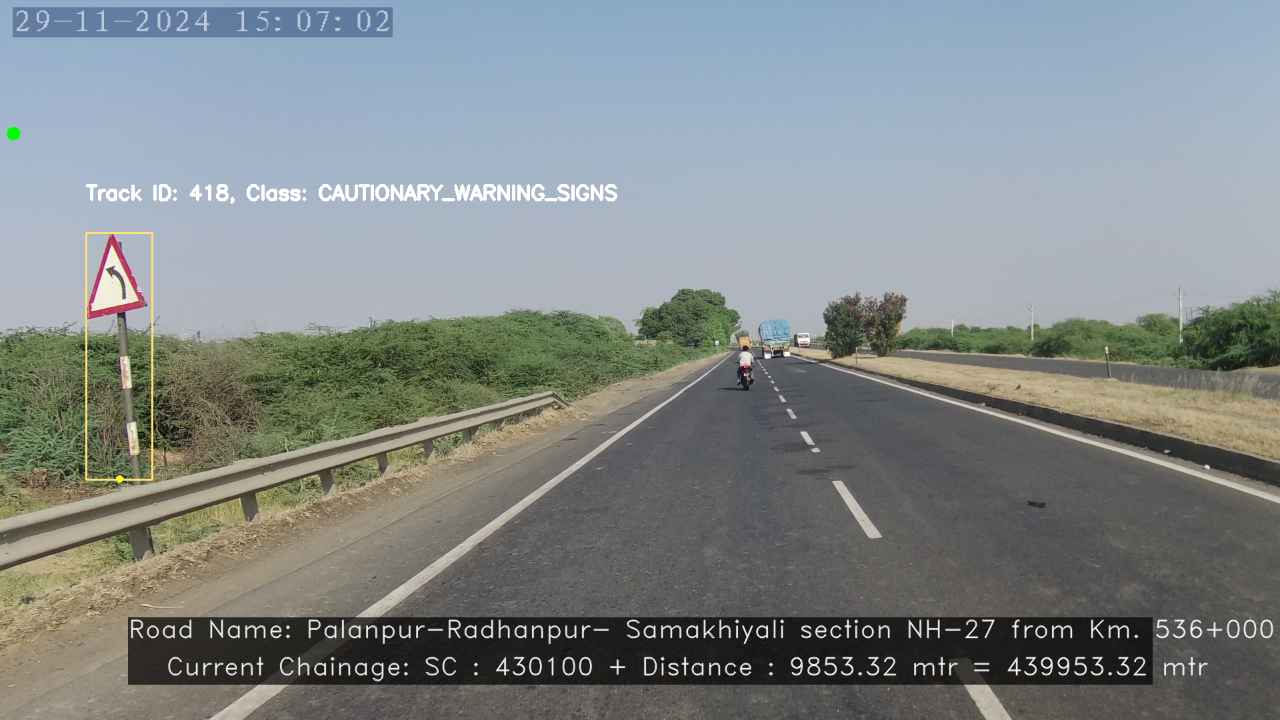 29-11-2024 15:07:02
Track ID: 418, Class: CAUTIONARY_WARNING_SIGNS
Road Name: Palanpur-Radhanpur- Samakhiyali section NH-27 from Km. 536+000
Current Chainage: SC : 430100 + Distance : 9853.32 mtr = 439953.32 mtr